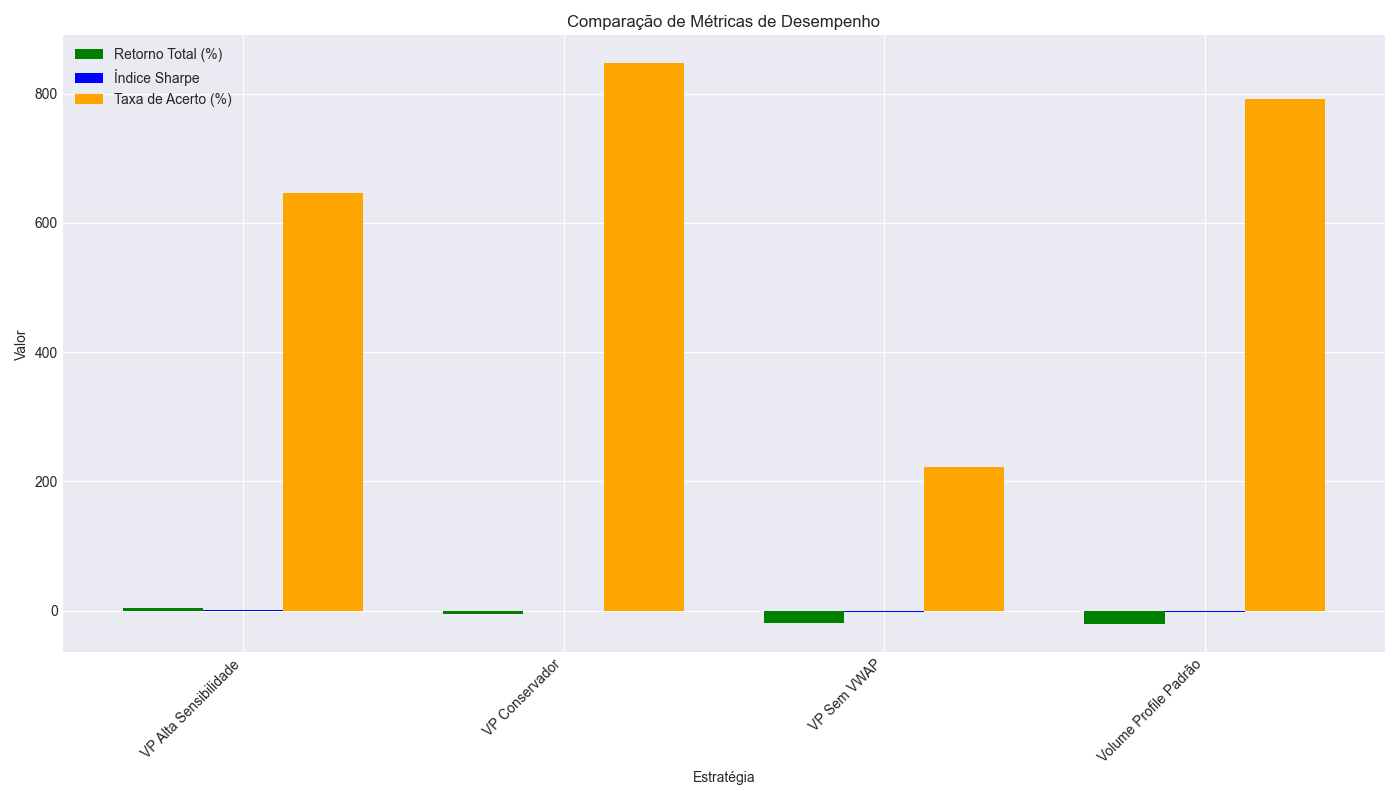 Comparação de Métricas de Desempenho
Retorno Total (%)
Índice Sharpe
Taxa de Acerto (%)
800
600
400
200
0
Valor
VP Alta Sensibilidade
VP Conservador
VP Sem VWAP
Volume Profile Padrão
Estratégia